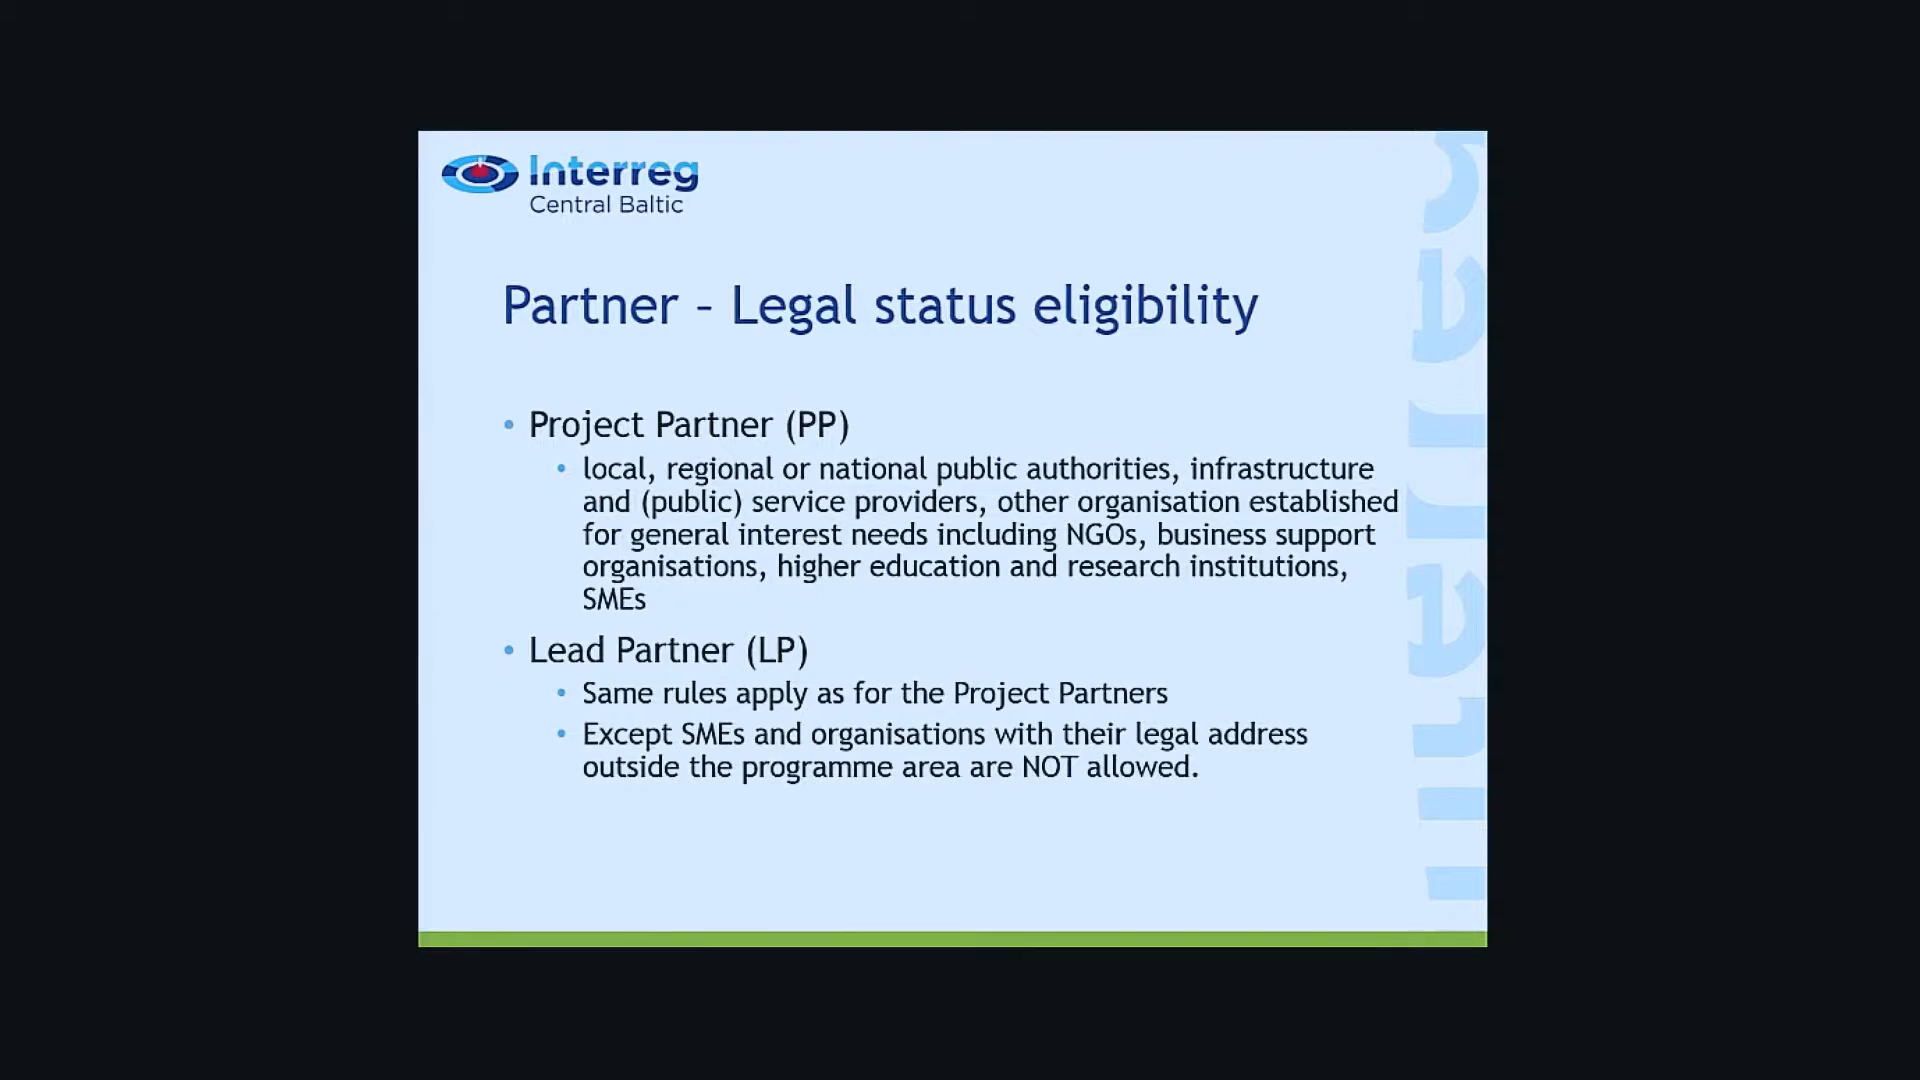 Interreg
Central Baltic
Partner – Legal status eligibility
• Project Partner (PP)
• local, regional or national public authorities, infrastructure
and (public) service providers, other organisation established
for general interest needs including NGOs, business support
organisations, higher education and research institutions,
SMEs
• Lead Partner (LP)
• Same rules apply as for the Project Partners
• Except SMEs and organisations with their legal address
outside the programme area are NOT allowed.